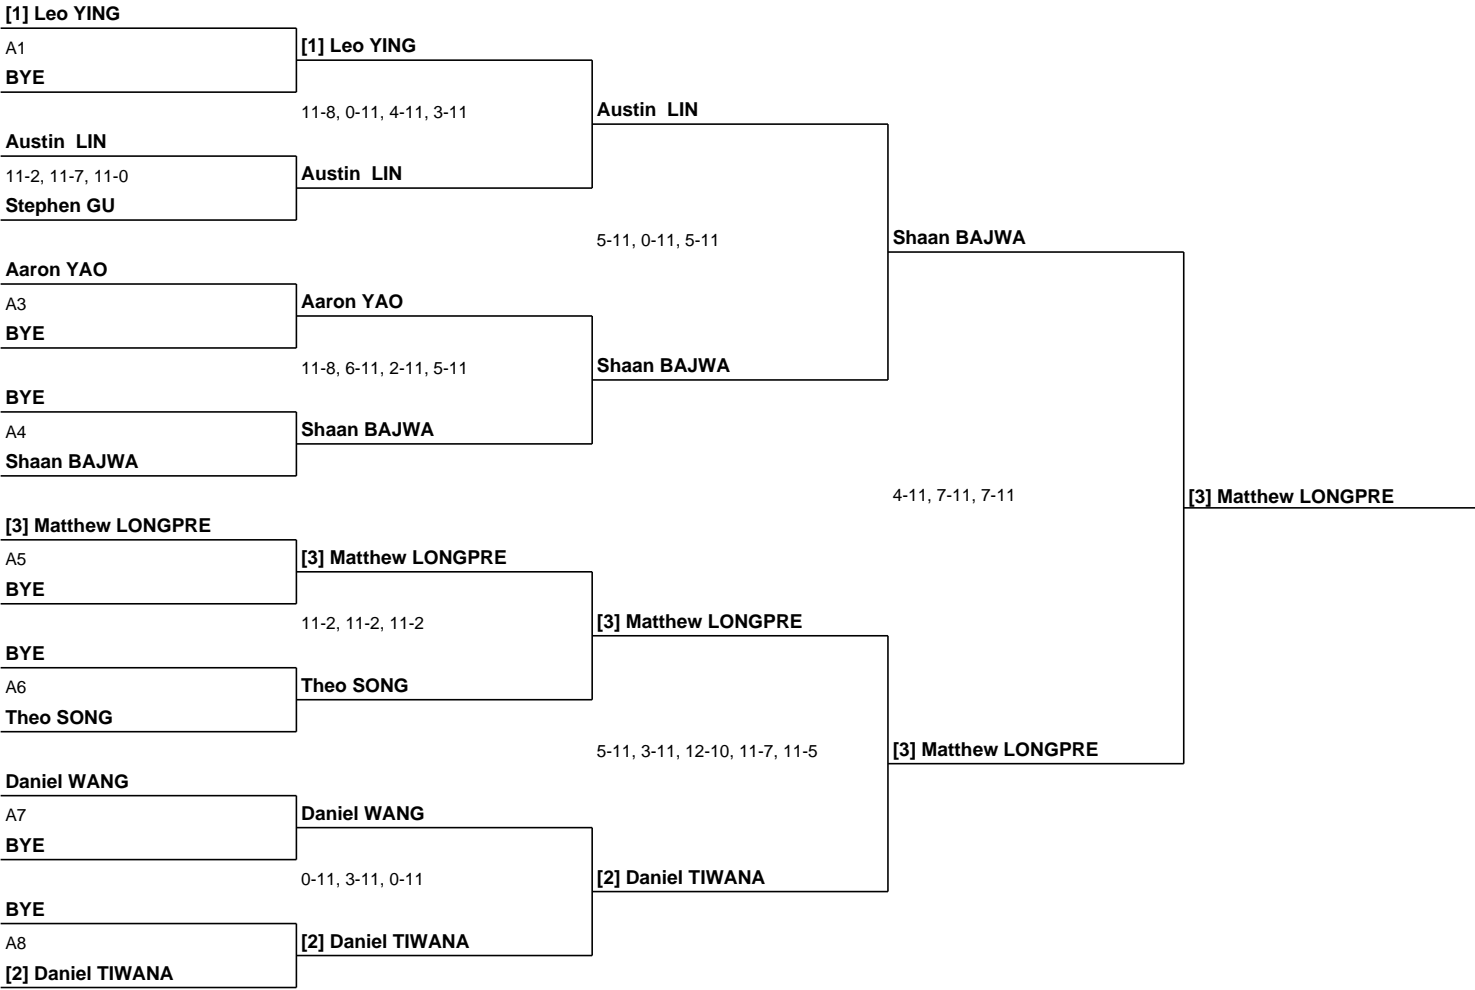 [1] Leo YING
A1
BYE
[1] Leo YING
11-8, 0-11, 4-11, 3-11
Austin  LIN
Austin  LIN
11-2, 11-7, 11-0
Stephen GU
Austin  LIN
5-11, 0-11, 5-11
Shaan BAJWA
Aaron YAO
A3
BYE
Aaron YAO
11-8, 6-11, 2-11, 5-11
Shaan BAJWA
BYE
A4
Shaan BAJWA
Shaan BAJWA
4-11, 7-11, 7-11
[3] Matthew LONGPRE
[3] Matthew LONGPRE
A5
BYE
[3] Matthew LONGPRE
11-2, 11-2, 11-2
[3] Matthew LONGPRE
BYE
A6
Theo SONG
Theo SONG
5-11, 3-11, 12-10, 11-7, 11-5
[3] Matthew LONGPRE
Daniel WANG
A7
BYE
Daniel WANG
0-11, 3-11, 0-11
[2] Daniel TIWANA
BYE
A8
[2] Daniel TIWANA
[2] Daniel TIWANA